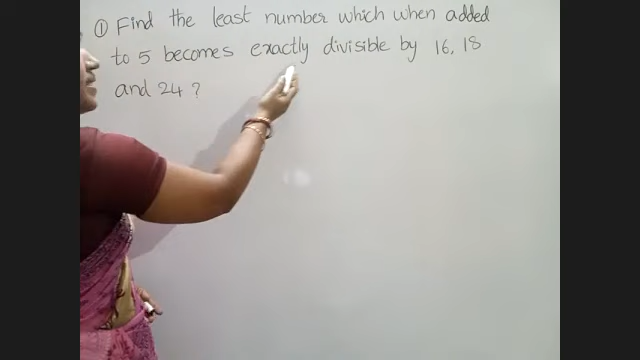 ① Find the least number which when added
to 5 becomes exactly divisible by 16, 18
and 24 ?